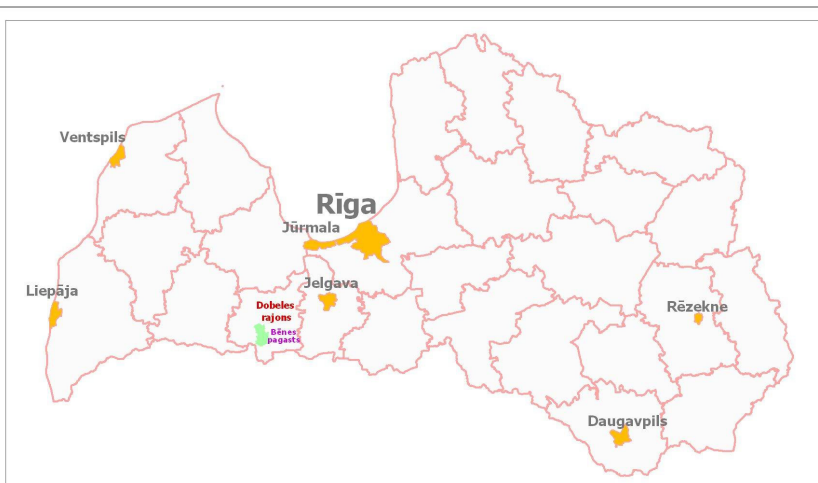 Ventspils
Rīga
Jūrmala
Jelgava
Liepāja
Dobeles
rajons
Bēnes
pagasts
Rēzekne
Daugavpils